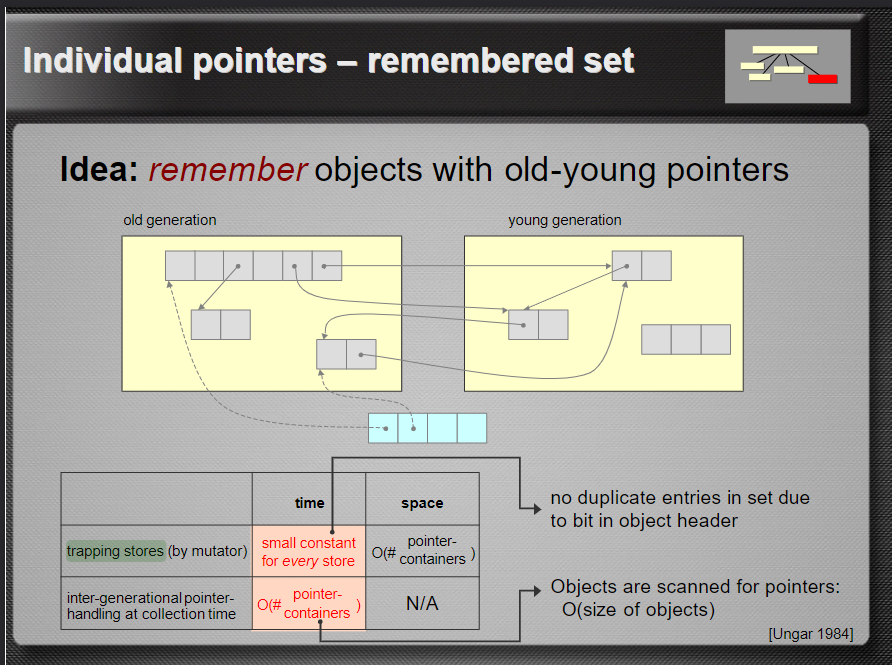 Individual pointers – remembered set
Idea: remember objects with old-young pointers
old generation
young generation
time
space
trapping stores (by mutator)
small constant
for every store
O(# pointer-
containers )
no duplicate entries in set due
to bit in object header
inter-generational pointer-
handling at collection time
O(# pointer-
containers )
N/A
Objects are scanned for pointers:
O(size of objects)
[Ungar 1984]